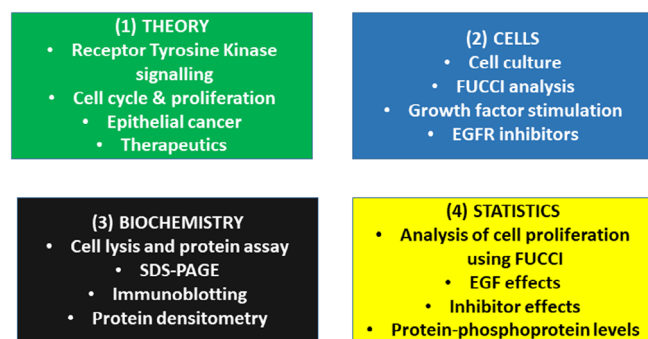 (1) THEORY
• Receptor Tyrosine Kinase
signalling
• Cell cycle & proliferation
• Epithelial cancer
• Therapeutics
(2) CELLS
• Cell culture
• FUCCI analysis
• Growth factor stimulation
• EGFR inhibitors
(3) BIOCHEMISTRY
• Cell lysis and protein assay
• SDS-PAGE
• Immunoblotting
• Protein densitometry
(4) STATISTICS
• Analysis of cell proliferation
using FUCCI
• EGF effects
• Inhibitor effects
• Protein-phosphoprotein levels